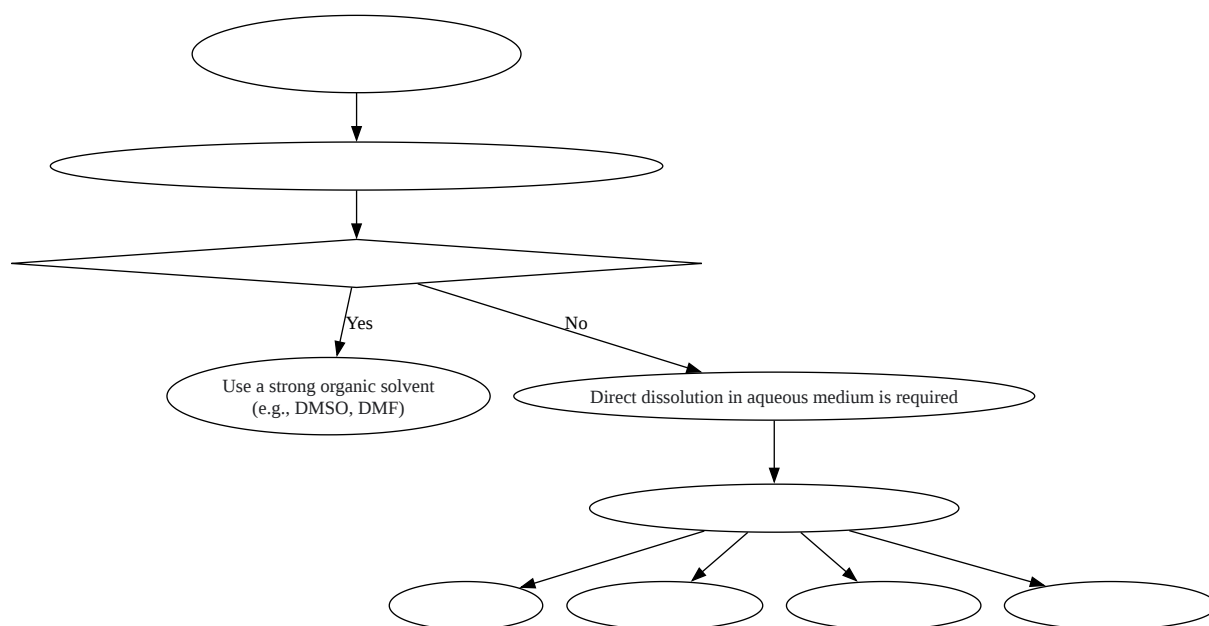 Yes
No
Use a strong organic solvent
(e.g., DMSO, DMF)
Direct dissolution in aqueous medium is required